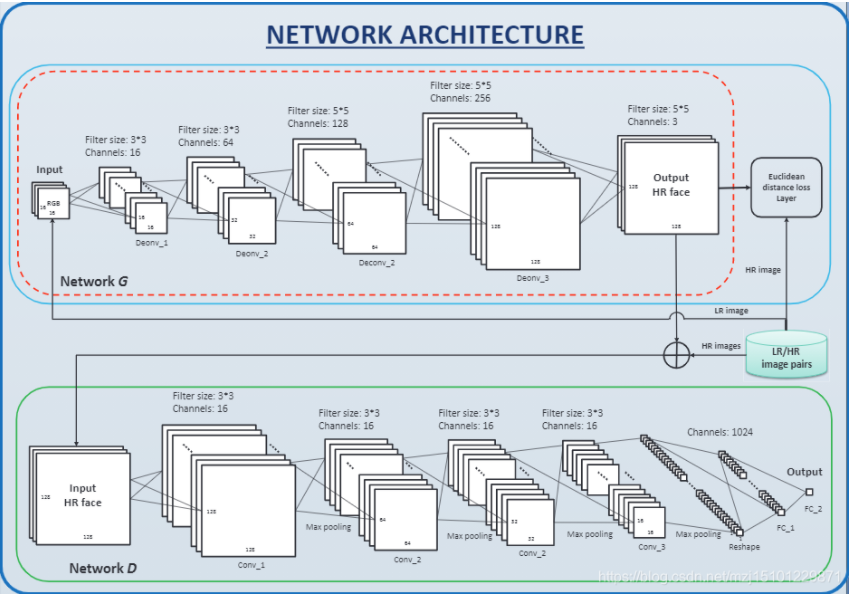 NETWORK ARCHITECTURE
Filter size: 5*5
Channels: 256
Filter size: 5*5
Channels: 128
Filter size: 5*5
Channels: 3
Filter size: 3*3
Channels: 64
Filter size: 3*3
Channels: 16
Input
RGB
16
16
16
16
Deonv_1
32
32
Deonv_2
64
64
Deconv_2
128
128
Deonv_3
Output
HR face
128
128
Euclidean
distance loss
Layer
Network G
HR image
LR image
HR images
LR/HR
image pairs
Filter size: 3*3
Channels: 16
Filter size: 3*3
Channels: 16
Filter size: 3*3
Channels: 16
Filter size: 3*3
Channels: 16
Channels: 1024
Input
HR face
128
128
128
128
Conv_1
Max pooling
64
64
Conv_2
Max pooling
32
32
Conv_2
Max pooling
16
16
Conv_3
Max pooling
Reshape
FC_1
Output
FC_2
Network D